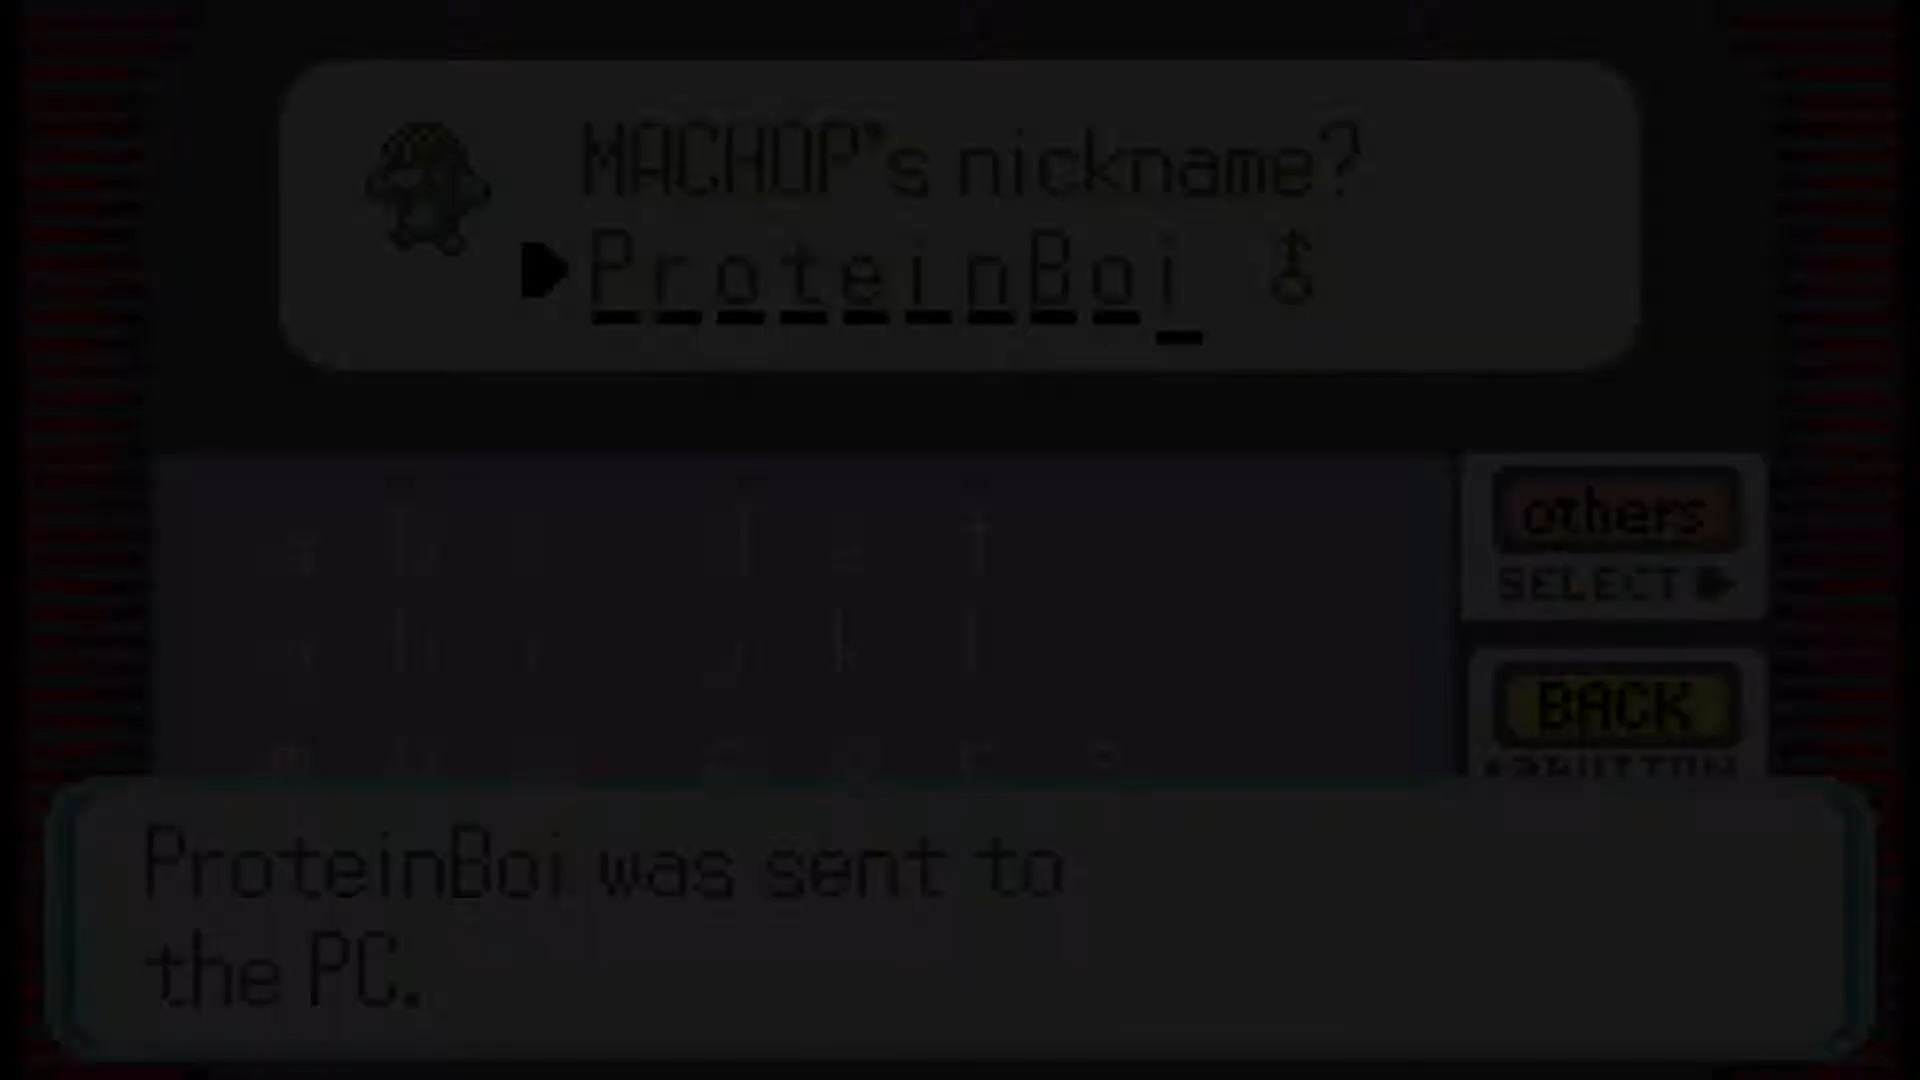 MACHOP's nickname?
ProteinBoi ♂
others
SELECT
BACK
ProteinBoi was sent to
the PC.